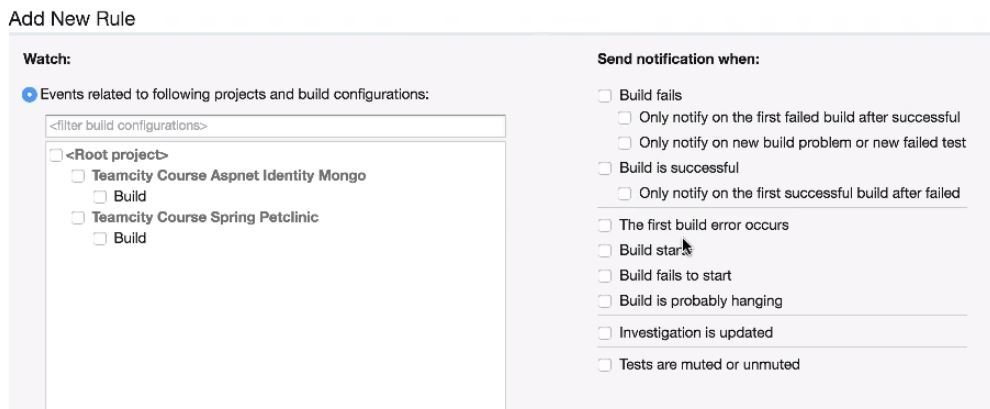 Add New Rule
Watch:
Events related to following projects and build configurations:
<filter build configurations>
<Root project>
Teamcity Course Aspnet Identity Mongo
Build
Teamcity Course Spring Petclinic
Build
Send notification when:
Build fails
Only notify on the first failed build after successful
Only notify on new build problem or new failed test
Build is successful
Only notify on the first successful build after failed
The first build error occurs
Build starts
Build fails to start
Build is probably hanging
Investigation is updated
Tests are muted or unmuted